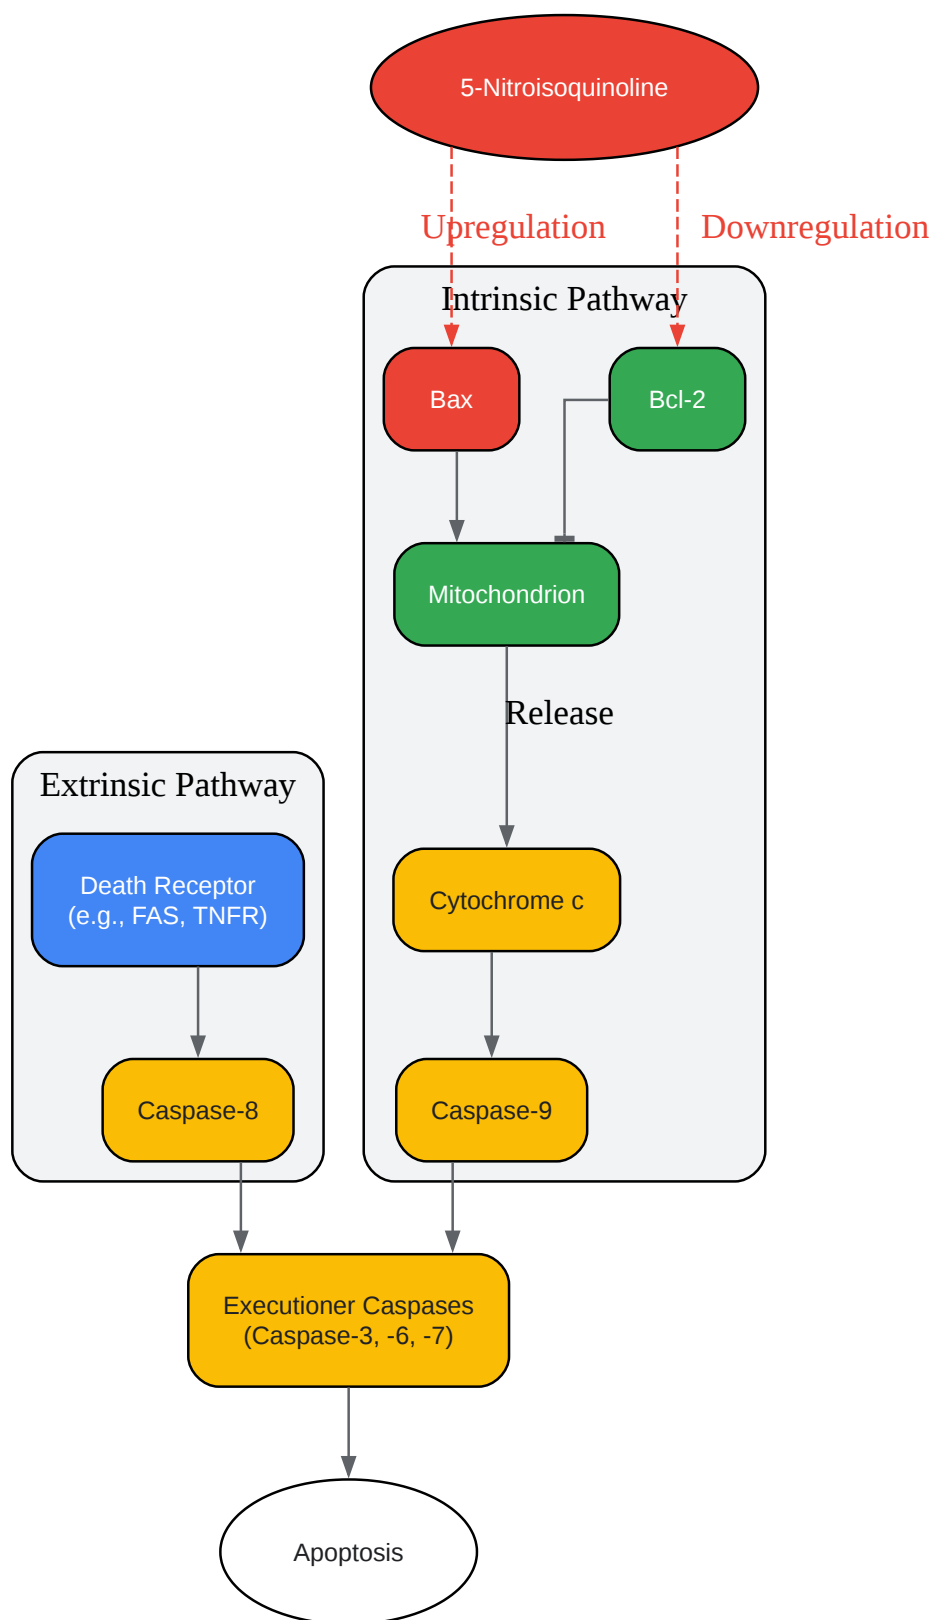 5-Nitroisoquinoline
Upregulation
Downregulation
Intrinsic Pathway
Bax
Bcl-2
Mitochondrion
Release
Extrinsic Pathway
Death Receptor
(e.g., FAS, TNFR)
Cytochrome c
Caspase-8
Caspase-9
Executioner Caspases
(Caspase-3, -6, -7)
Apoptosis